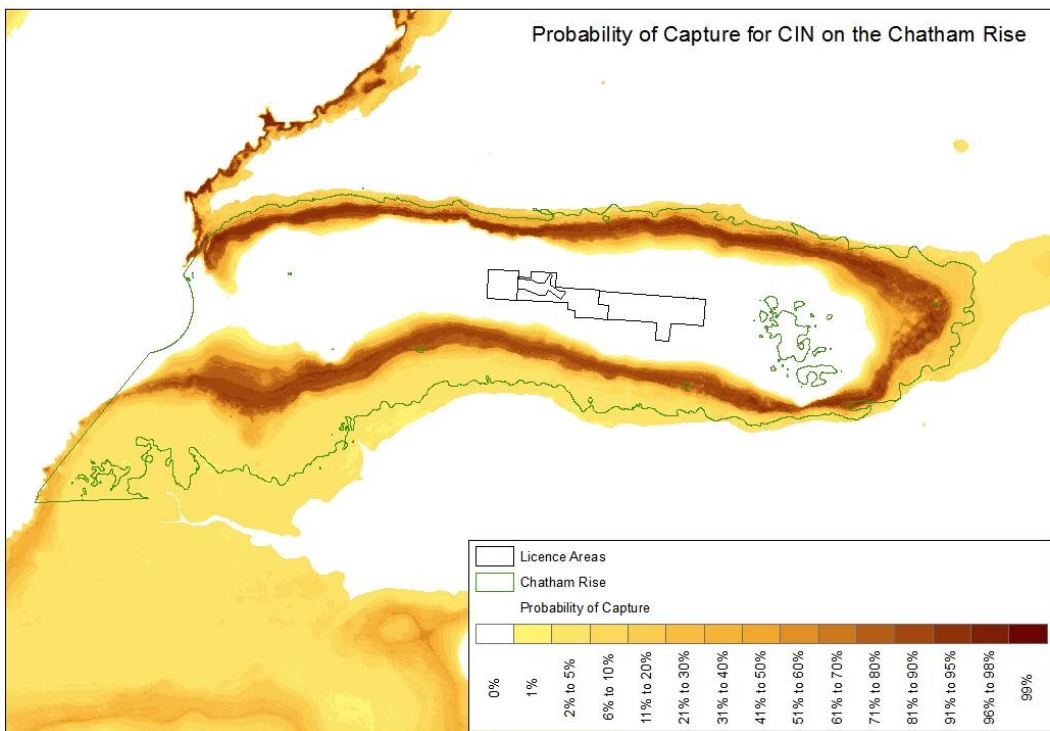 Probability of Capture for CIN on the Chatham Rise
Licence Areas
Chatham Rise
Probability of Capture
0%
1%
2% to 5%
6% to 10%
11% to 20%
21% to 30%
31% to 40%
41% to 50%
51% to 60%
61% to 70%
71% to 80%
81% to 90%
91% to 95%
96% to 98%
99%